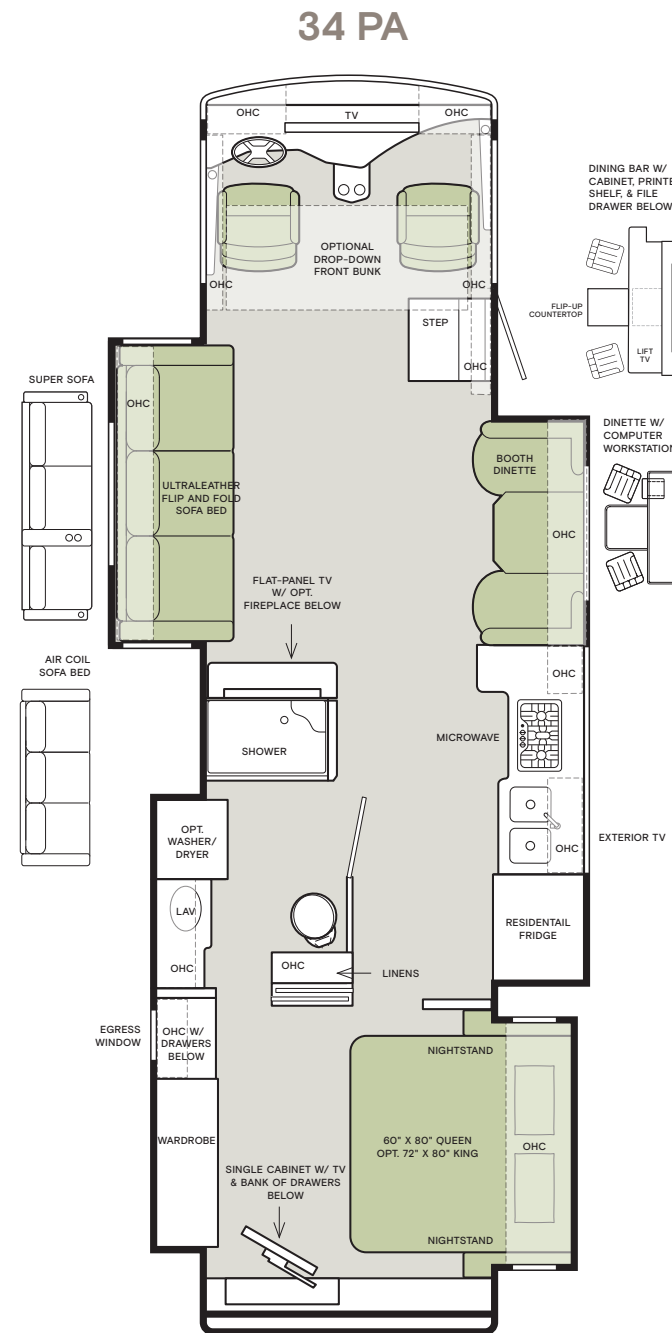 34 PA
OHC
TV
OHC
OPTIONAL
DROP-DOWN
FRONT BUNK
OHC
OHC
STEP
OHC
DINING BAR W/
SHELF, & FILE
DRAWER BELOW
FLIP-UP
COUNTERTOP
LIFT
TV
SUPER SOFA
OHC
ULTRALEATHER
FLIP AND FOLD
SOFA BED
BOOTH
DINETTE
OHC
DINETTE W/
COMPUTER
WORKSTATION
FLAT-PANEL TV
W/ OPT.
FIREPLACE BELOW
AIR COIL
SOFA BED
OHC
MICROWAVE
SHOWER
OHC
EXTERIOR TV
OPT.
WASHER/
DRYER
LAV
OHC
OHC
LINENS
RESIDENTAIL
FRIDGE
EGRESS
WINDOW
OHC W/
DRAWERS
BELOW
NIGHTSTAND
WARDROBE
60" X 80" QUEEN
OPT. 72" X 80" KING
OHC
SINGLE CABINET W/ TV
& BANK OF DRAWERS
BELOW
NIGHTSTAND